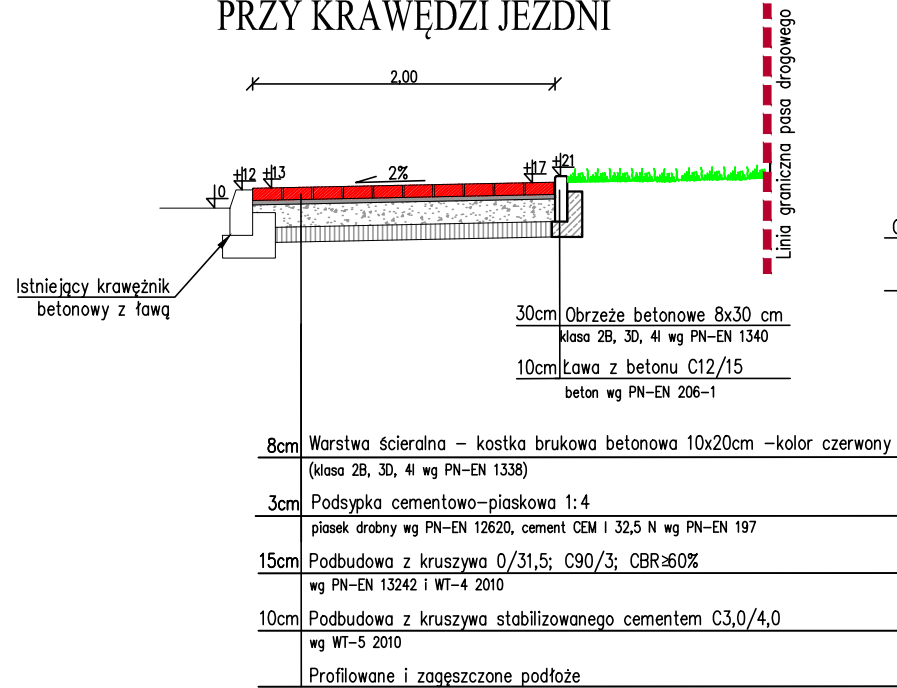 PRZY KRAWĘDZI JEZDNI
2,00
Linia graniczna pasa drogowego
0
+12
+13
2%
+17
+21
Istniejący krawężnik
betonowy z ławą
30cm Obrzeże betonowe 8x30 cm
klasa 2B, 3D, 4I wg PN-EN 1340
10cm Ława z betonu C12/15
beton wg PN-EN 206-1
8cm Warstwa ścieralna – kostka brukowa betonowa 10x20cm –kolor czerwony
(klasa 2B, 3D, 4I wg PN-EN 1338)
3cm Podsypka cementowo-piaskowa 1:4
piasek drobny wg PN-EN 12620, cement CEM I 32,5 N wg PN-EN 197
15cm Podbudowa z kruszywa 0/31,5; C90/3; CBR≥60%
wg PN-EN 13242 i WT-4 2010
10cm Podbudowa z kruszywa stabilizowanego cementem C3,0/4,0
wg WT-5 2010
Profilowane i zagęszczone podłoże